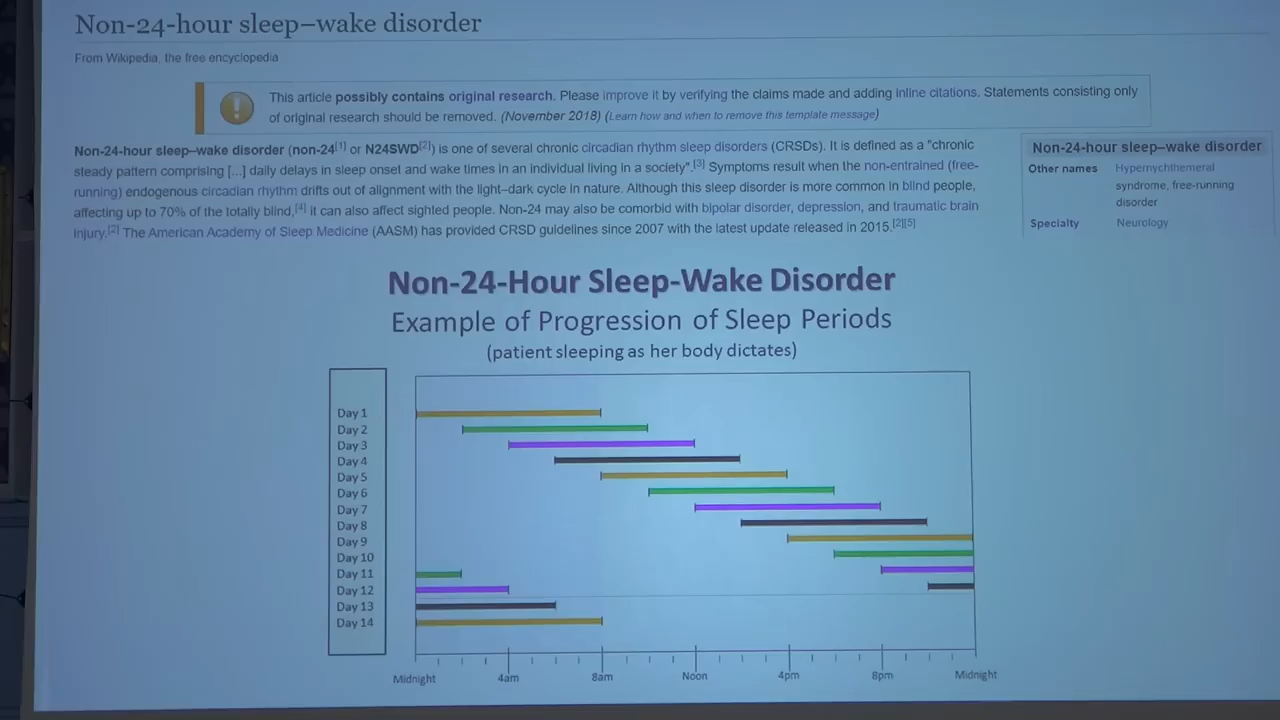 Non-24-hour sleep–wake disorder
From Wikipedia, the free encyclopedia
This article possibly contains original research. Please improve it by verifying the claims made and adding inline citations. Statements consisting only
of original research should be removed. (November 2018) (Learn how and when to remove this template message)
Non-24-hour sleep–wake disorder (non-24[1] or N24SWD[2]) is one of several chronic circadian rhythm sleep disorders (CRSDs). It is defined as a "chronic
steady pattern comprising [...] daily delays in sleep onset and wake times in an individual living in a society".[3] Symptoms result when the non-entrained (free-
running) endogenous circadian rhythm drifts out of alignment with the light–dark cycle in nature. Although this sleep disorder is more common in blind people,
affecting up to 70% of the totally blind,[4] it can also affect sighted people. Non-24 may also be comorbid with bipolar disorder, depression, and traumatic brain
injury.[2] The American Academy of Sleep Medicine (AASM) has provided CRSD guidelines since 2007 with the latest update released in 2015.[2][5]
Non-24-hour sleep–wake disorder
Other names Hypernychthemeral
syndrome, free-running
disorder
Specialty Neurology
Non-24-Hour Sleep-Wake Disorder
Example of Progression of Sleep Periods
(patient sleeping as her body dictates)
Day 1
Day 2
Day 3
Day 4
Day 5
Day 6
Day 7
Day 8
Day 9
Day 10
Day 11
Day 12
Day 13
Day 14
Midnight 4am 8am Noon 4pm 8pm Midnight